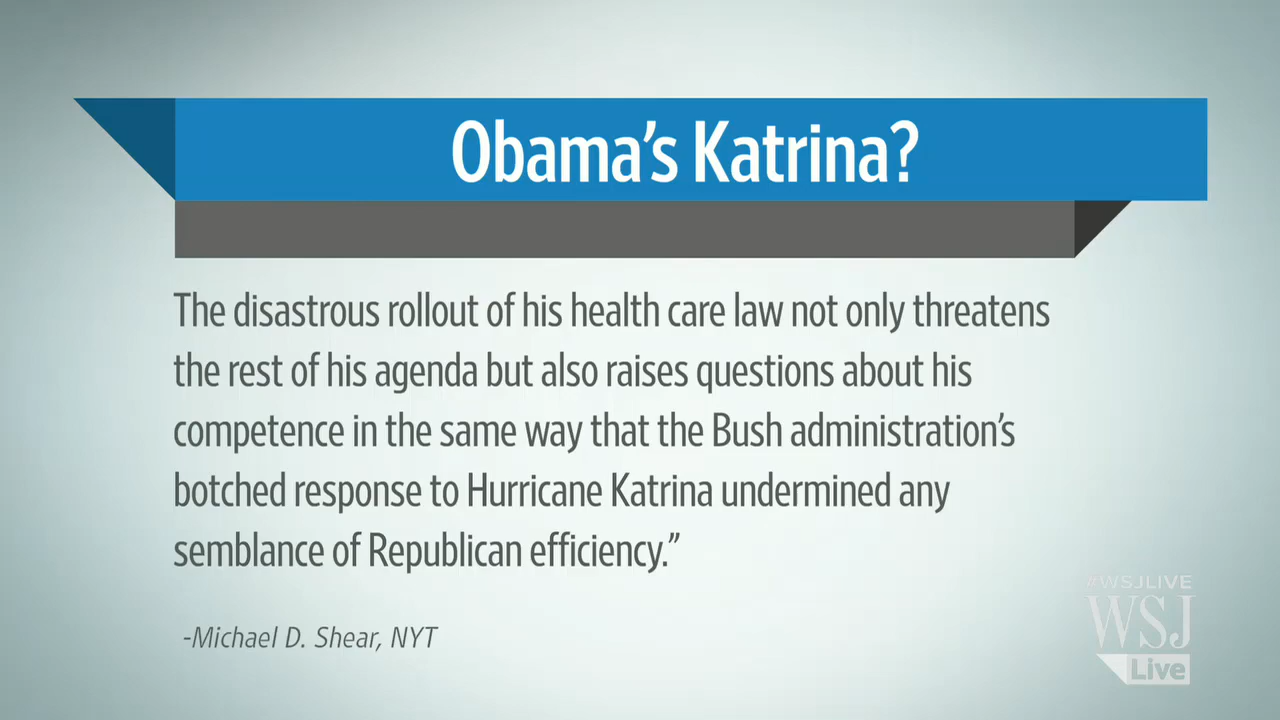 Obama’s Katrina?
The disastrous rollout of his health care law not only threatens
the rest of his agenda but also raises questions about his
competence in the same way that the Bush administration’s
botched response to Hurricane Katrina undermined any
semblance of Republican efficiency.”
-Michael D. Shear, NYT
#WSJLIVE
WSJ
Live